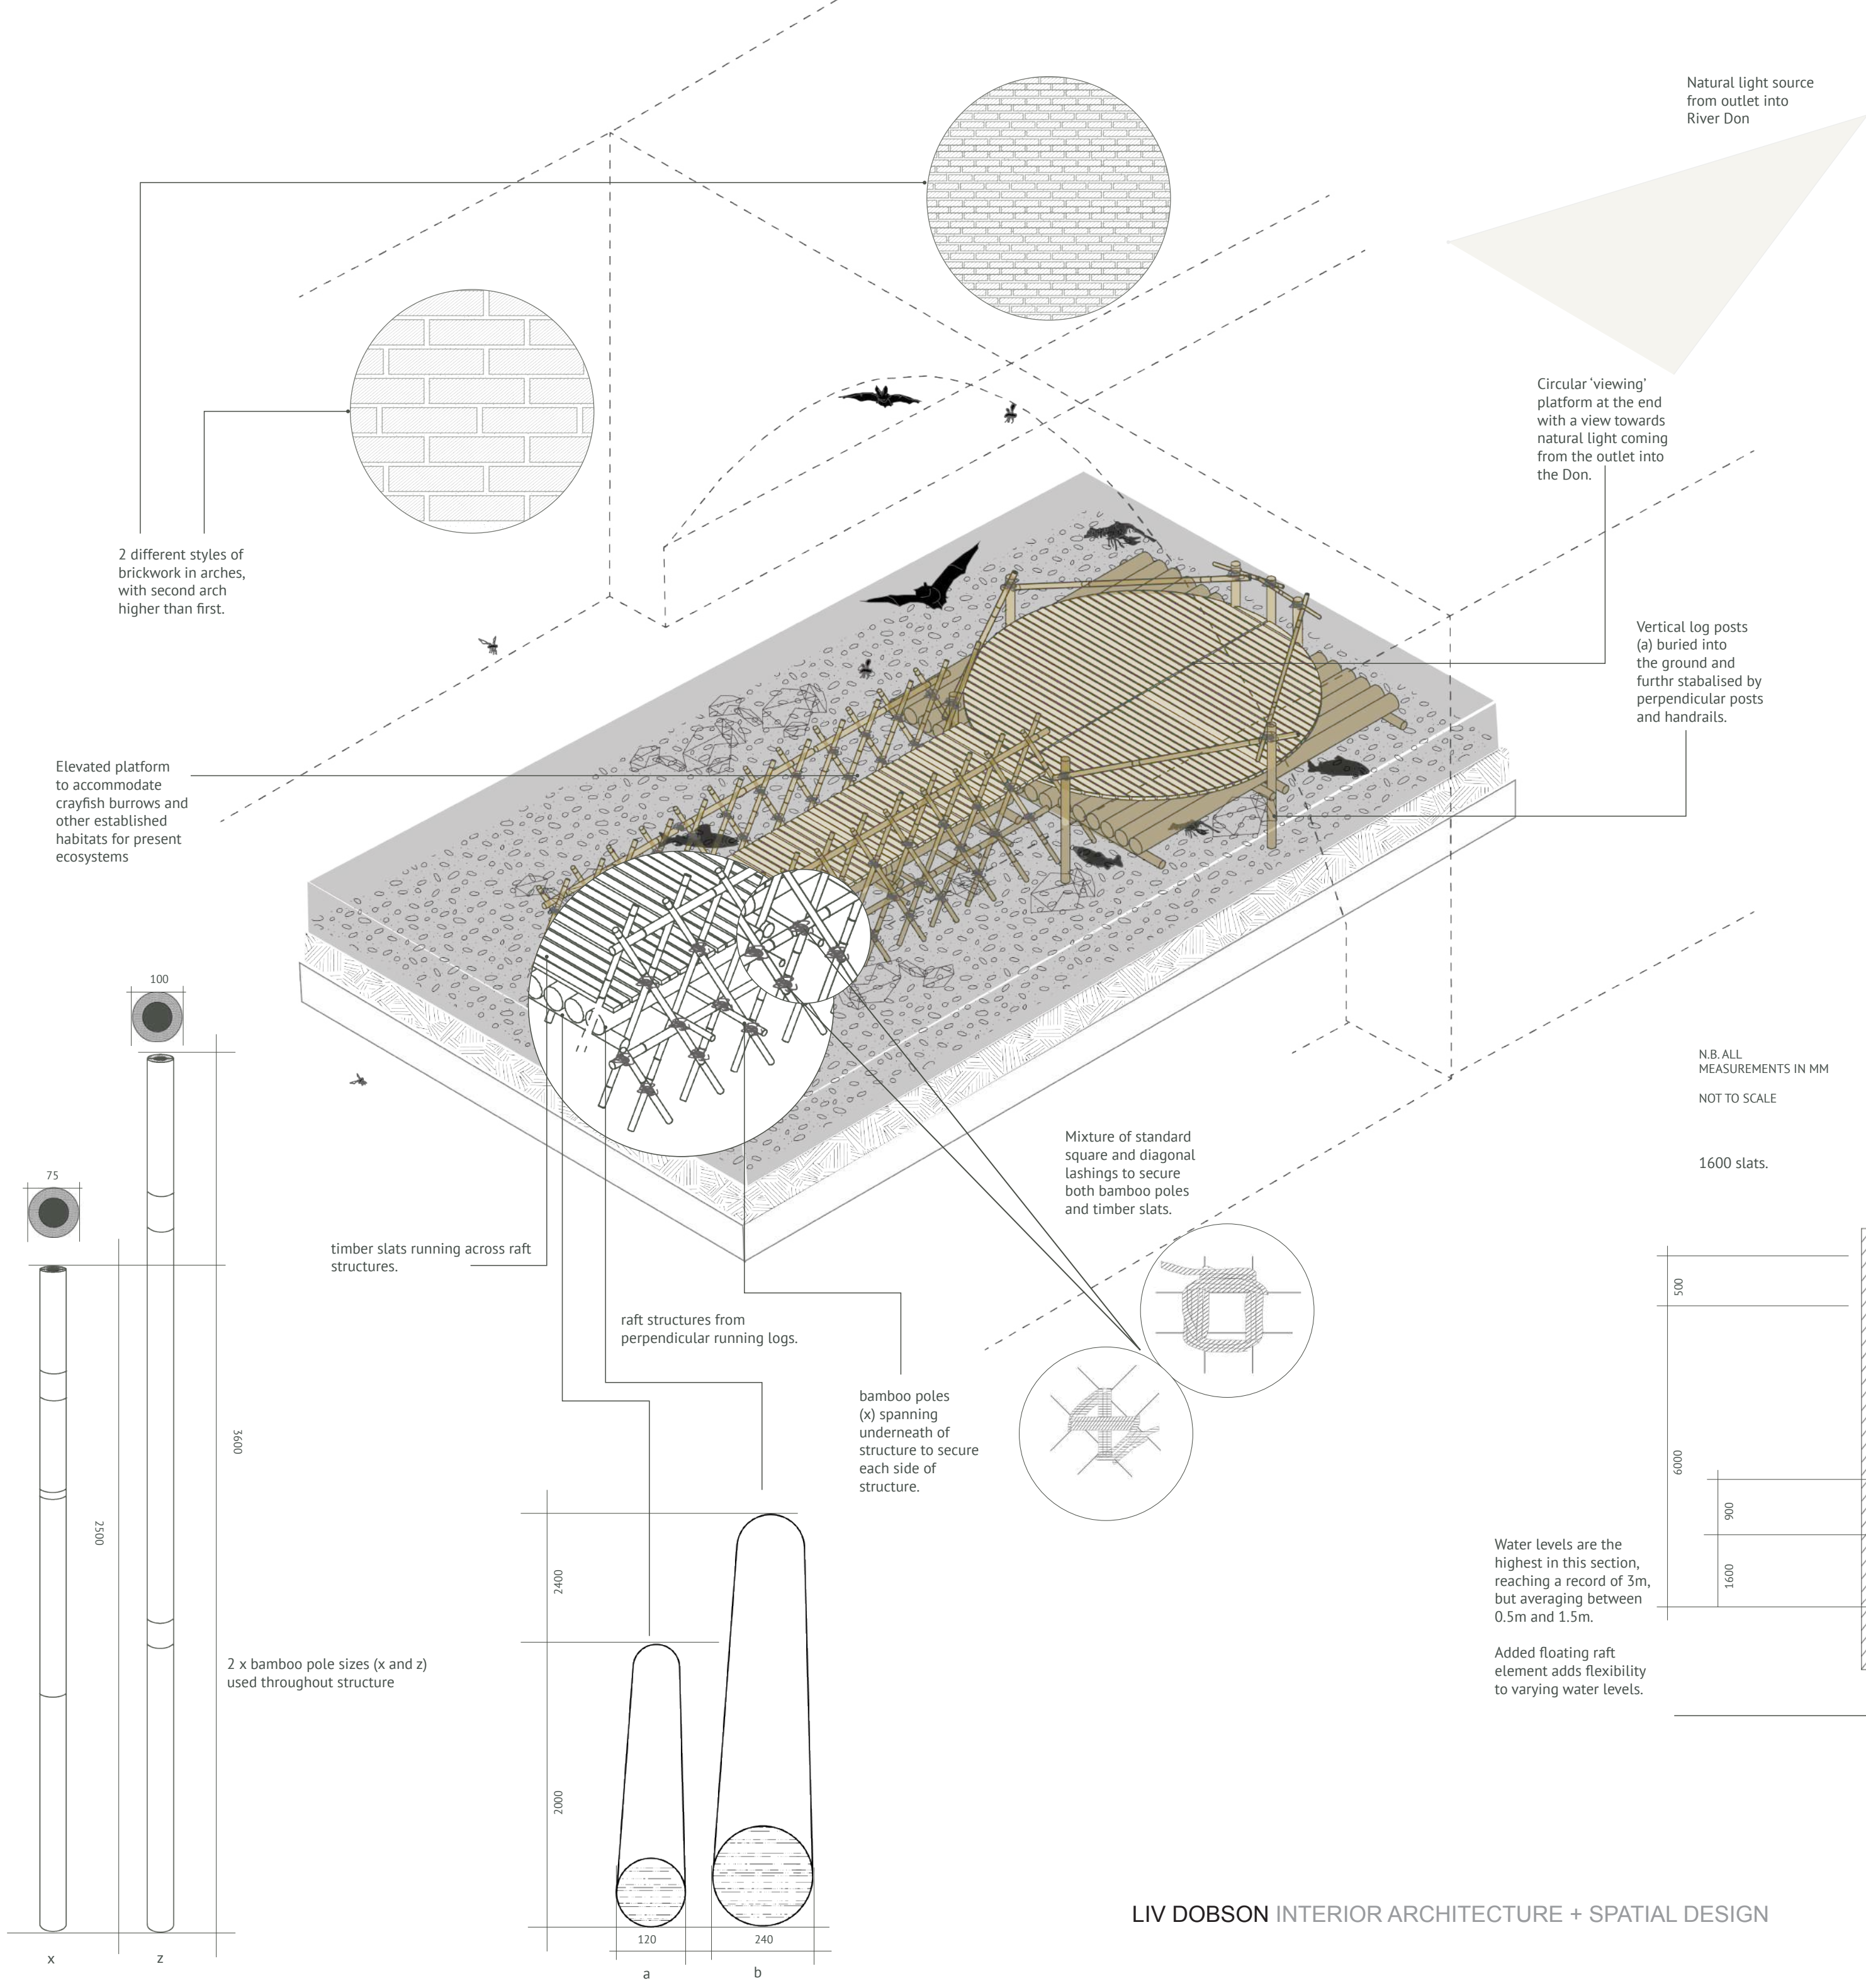 Natural light source
from outlet into
River Don
Circular ‘viewing’
platform at the end
with a view towards
natural light coming
from the outlet into
the Don.
2 different styles of
brickwork in arches,
with second arch
higher than first.
Vertical log posts
(a) buried into
the ground and
furthr stabalised by
perpendicular posts
and handrails.
Elevated platform
to accommodate
crayfish burrows and
other established
habitats for present
ecosystems
100
75
3600
2500
2 x bamboo pole sizes (x and z)
used throughout structure
x
z
timber slats running across raft
structures.
raft structures from
perpendicular running logs.
bamboo poles
(x) spanning
underneath of
structure to secure
each side of
structure.
Mixture of standard
square and diagonal
lashings to secure
both bamboo poles
and timber slats.
2400
2000
120
240
a
b
N.B. ALL
MEASUREMENTS IN MM
NOT TO SCALE
1600 slats.
500
6000
900
1600
Water levels are the
highest in this section,
reaching a record of 3m,
but averaging between
0.5m and 1.5m.
Added floating raft
element adds flexibility
to varying water levels.
LIV DOBSON INTERIOR ARCHITECTURE + SPATIAL DESIGN